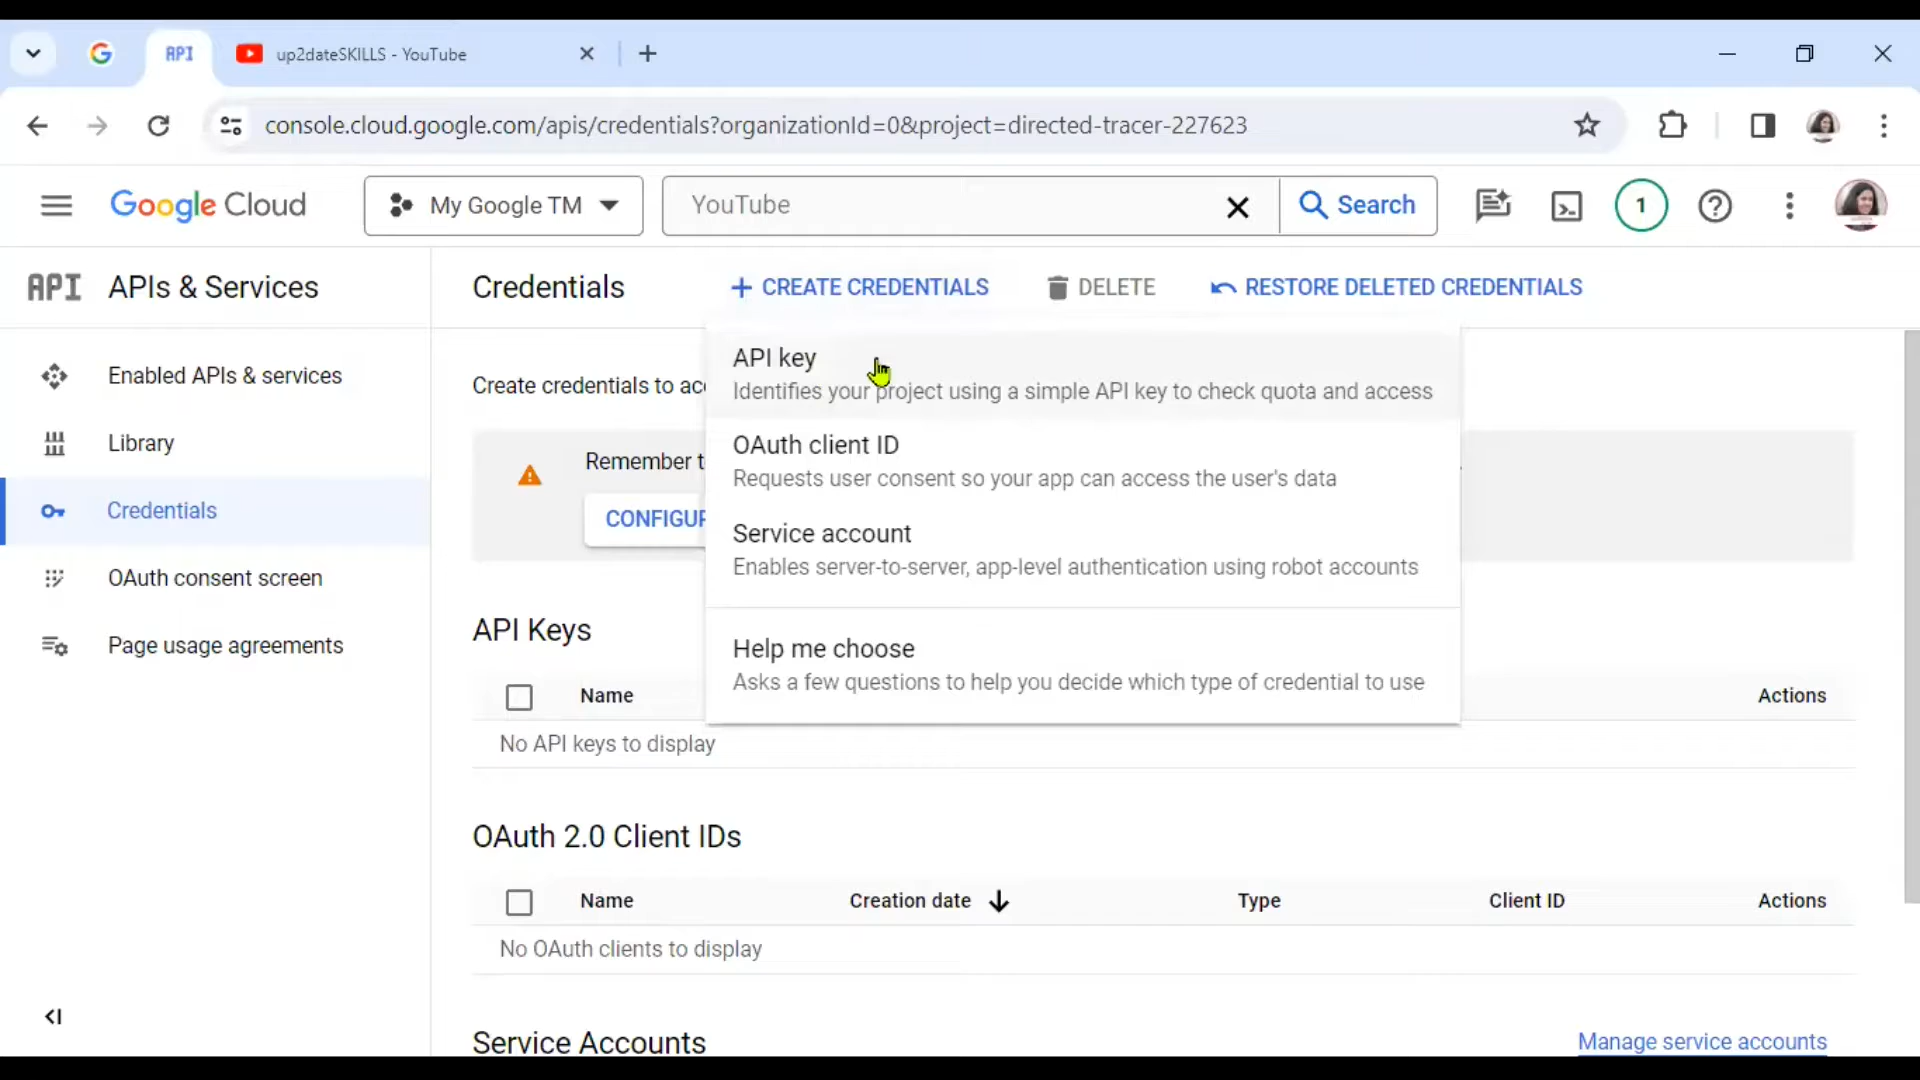 API
up2dateSKILLS - YouTube
console.cloud.google.com/apis/credentials?organizationId=0&project=directed-tracer-227623
Google Cloud
My Google TM
YouTube
Search
1
API APIs & Services
Credentials
CREATE CREDENTIALS
DELETE
RESTORE DELETED CREDENTIALS
Enabled APIs & services
Library
Credentials
OAuth consent screen
Page usage agreements
Create credentials to ac
Remember t
CONFIGUR
API key
Identifies your project using a simple API key to check quota and access
OAuth client ID
Requests user consent so your app can access the user's data
Service account
Enables server-to-server, app-level authentication using robot accounts
Help me choose
Asks a few questions to help you decide which type of credential to use
API Keys
Name
Actions
No API keys to display
OAuth 2.0 Client IDs
Name Creation date Type Client ID Actions
No OAuth clients to display
Service Accounts
Manage service accounts